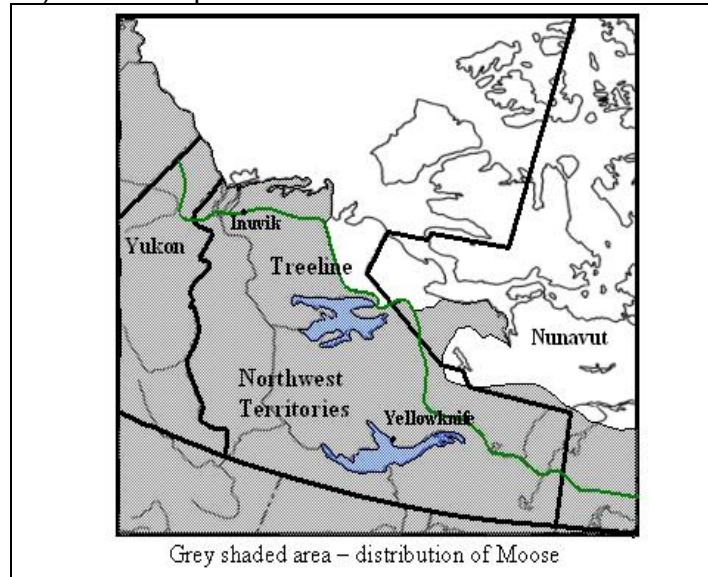 Inuvik
Yukon
Treeline
Nunavut
Northwest
Territories
Yellowknife
Grey shaded area – distribution of Moose